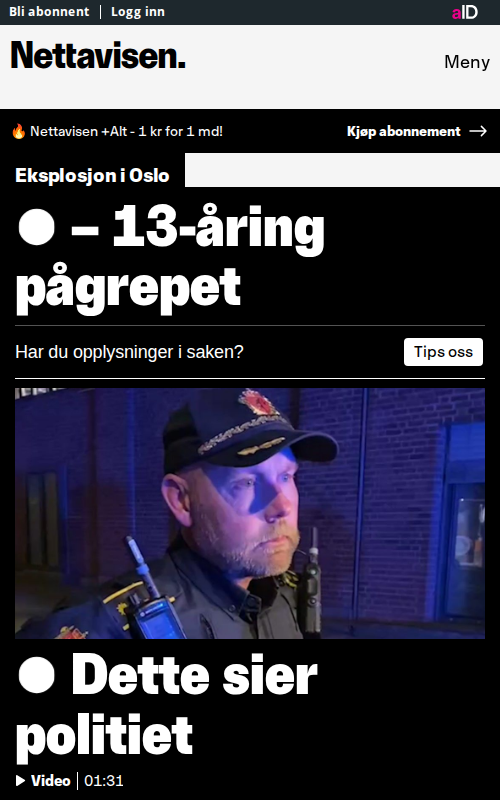 Bli abonnent | Logg inn aID
Nettavisen.
Meny
🔥 Nettavisen +Alt - 1 kr for 1 md! Kjøp abonnement →
Eksplosjon i Oslo
– 13-åring
pågrepet
Har du opplysninger i saken? Tips oss
Dette sier
politiet
Video | 01:31